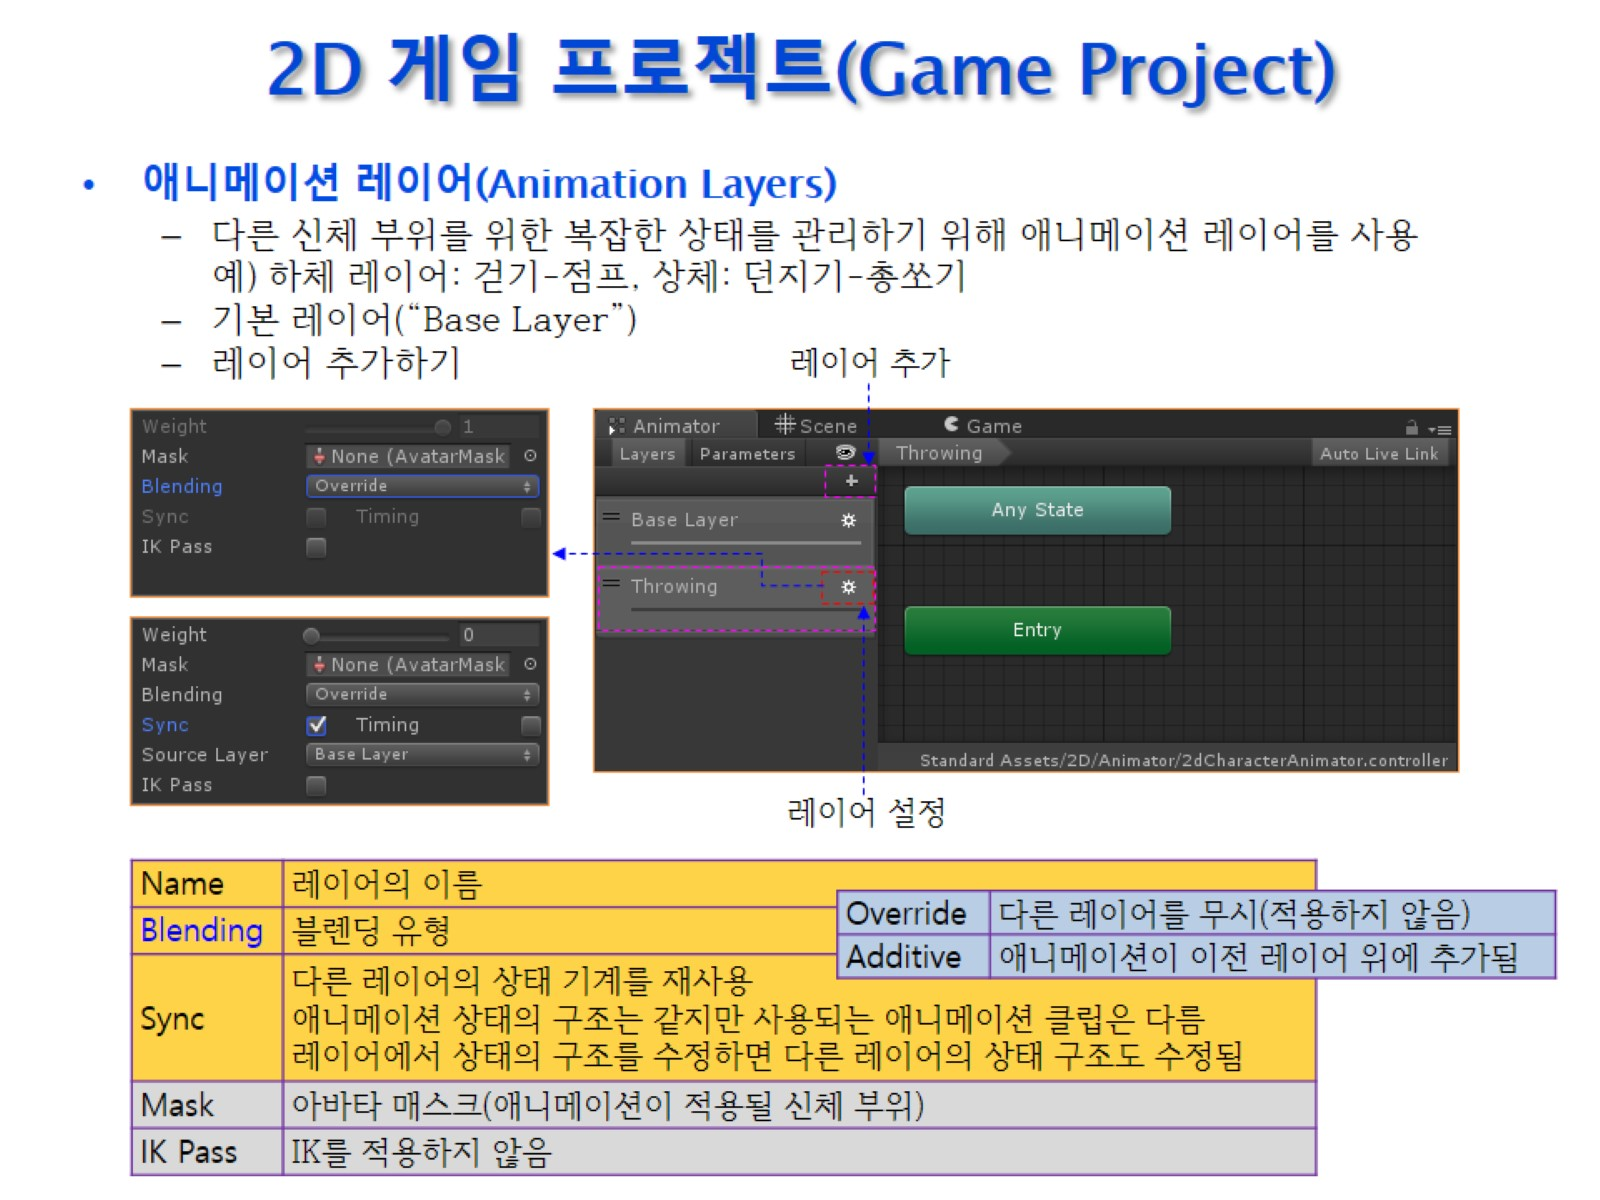 2D 게임 프로젝트(Game Project)
• 애니메이션 레이어(Animation Layers)
– 다른 신체 부위를 위한 복잡한 상태를 관리하기 위해 애니메이션 레이어를 사용
예) 하체 레이어: 걷기-점프, 상체: 던지기-총쏘기
– 기본 레이어(“Base Layer”)
– 레이어 추가하기
레이어 추가
Weight 1
Mask None (AvatarMask
Blending Override
Sync Timing
IK Pass
Weight 0
Mask None (AvatarMask
Blending Override
Sync Timing
Source Layer Base Layer
IK Pass
Animator Scene Game
Layers Parameters Throwing Auto Live Link
+
Base Layer
Throwing
Any State
Entry
Standard Assets/2D/Animator/2dCharacterAnimator.controller
레이어 설정
Name 레이어의 이름
Blending 블렌딩 유형
Override 다른 레이어를 무시(적용하지 않음)
Additive 애니메이션이 이전 레이어 위에 추가됨
Sync 다른 레이어의 상태 기계를 재사용
애니메이션 상태의 구조는 같지만 사용되는 애니메이션 클립은 다름
레이어에서 상태의 구조를 수정하면 다른 레이어의 상태 구조도 수정됨
Mask 아바타 매스크(애니메이션이 적용될 신체 부위)
IK Pass IK를 적용하지 않음